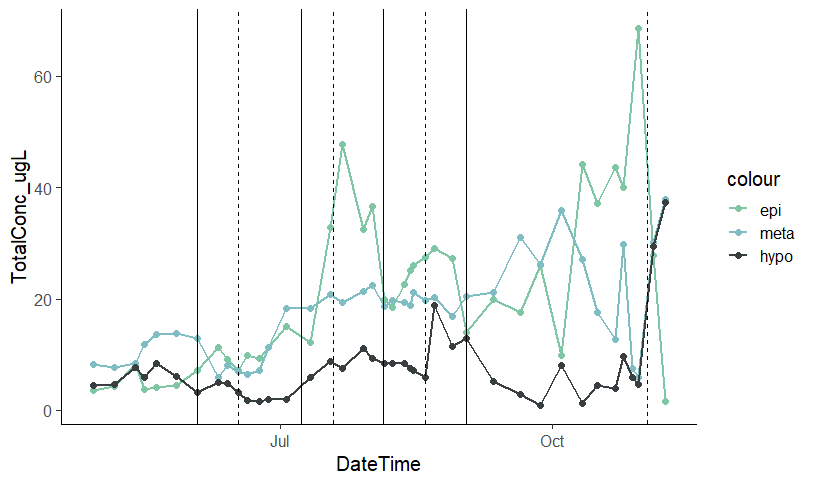 TotalConc_ugL
60
40
20
0
Jul
Oct
DateTime
colour
epi
meta
hypo